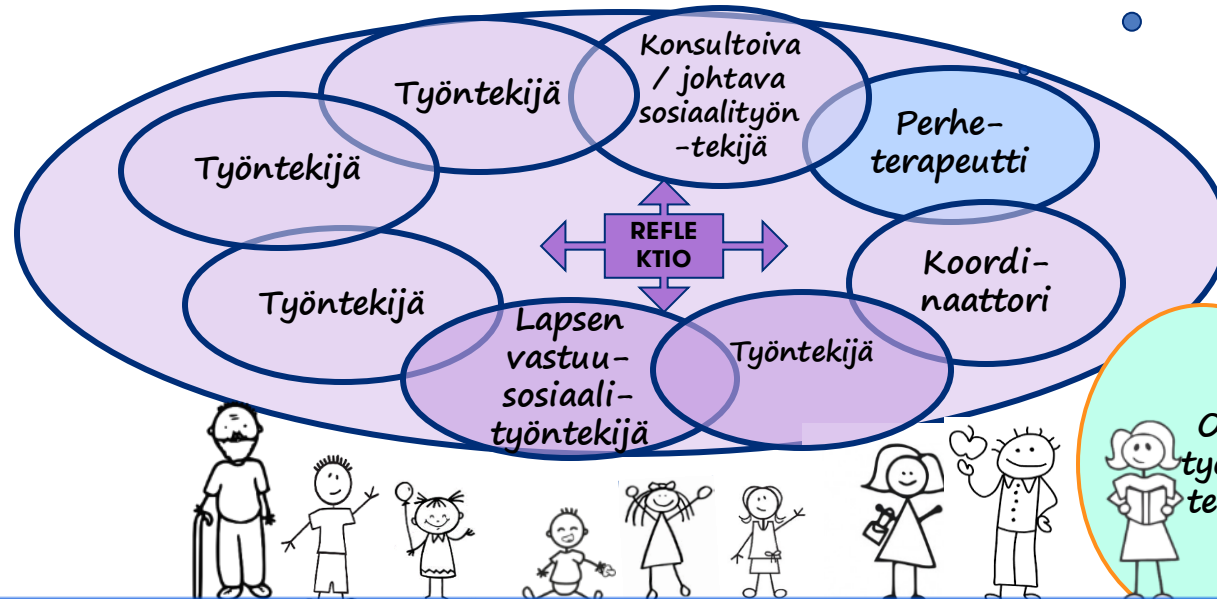 Työntekijä
Konsultoiva
/ johtava
sosiaalityön
-tekijä
Perhe-
terapeutti
Työntekijä
REFLE
KTIO
Koordi-
naattori
Työntekijä
Lapsen
vastuu-
sosiaali-
työntekijä
Työntekijä